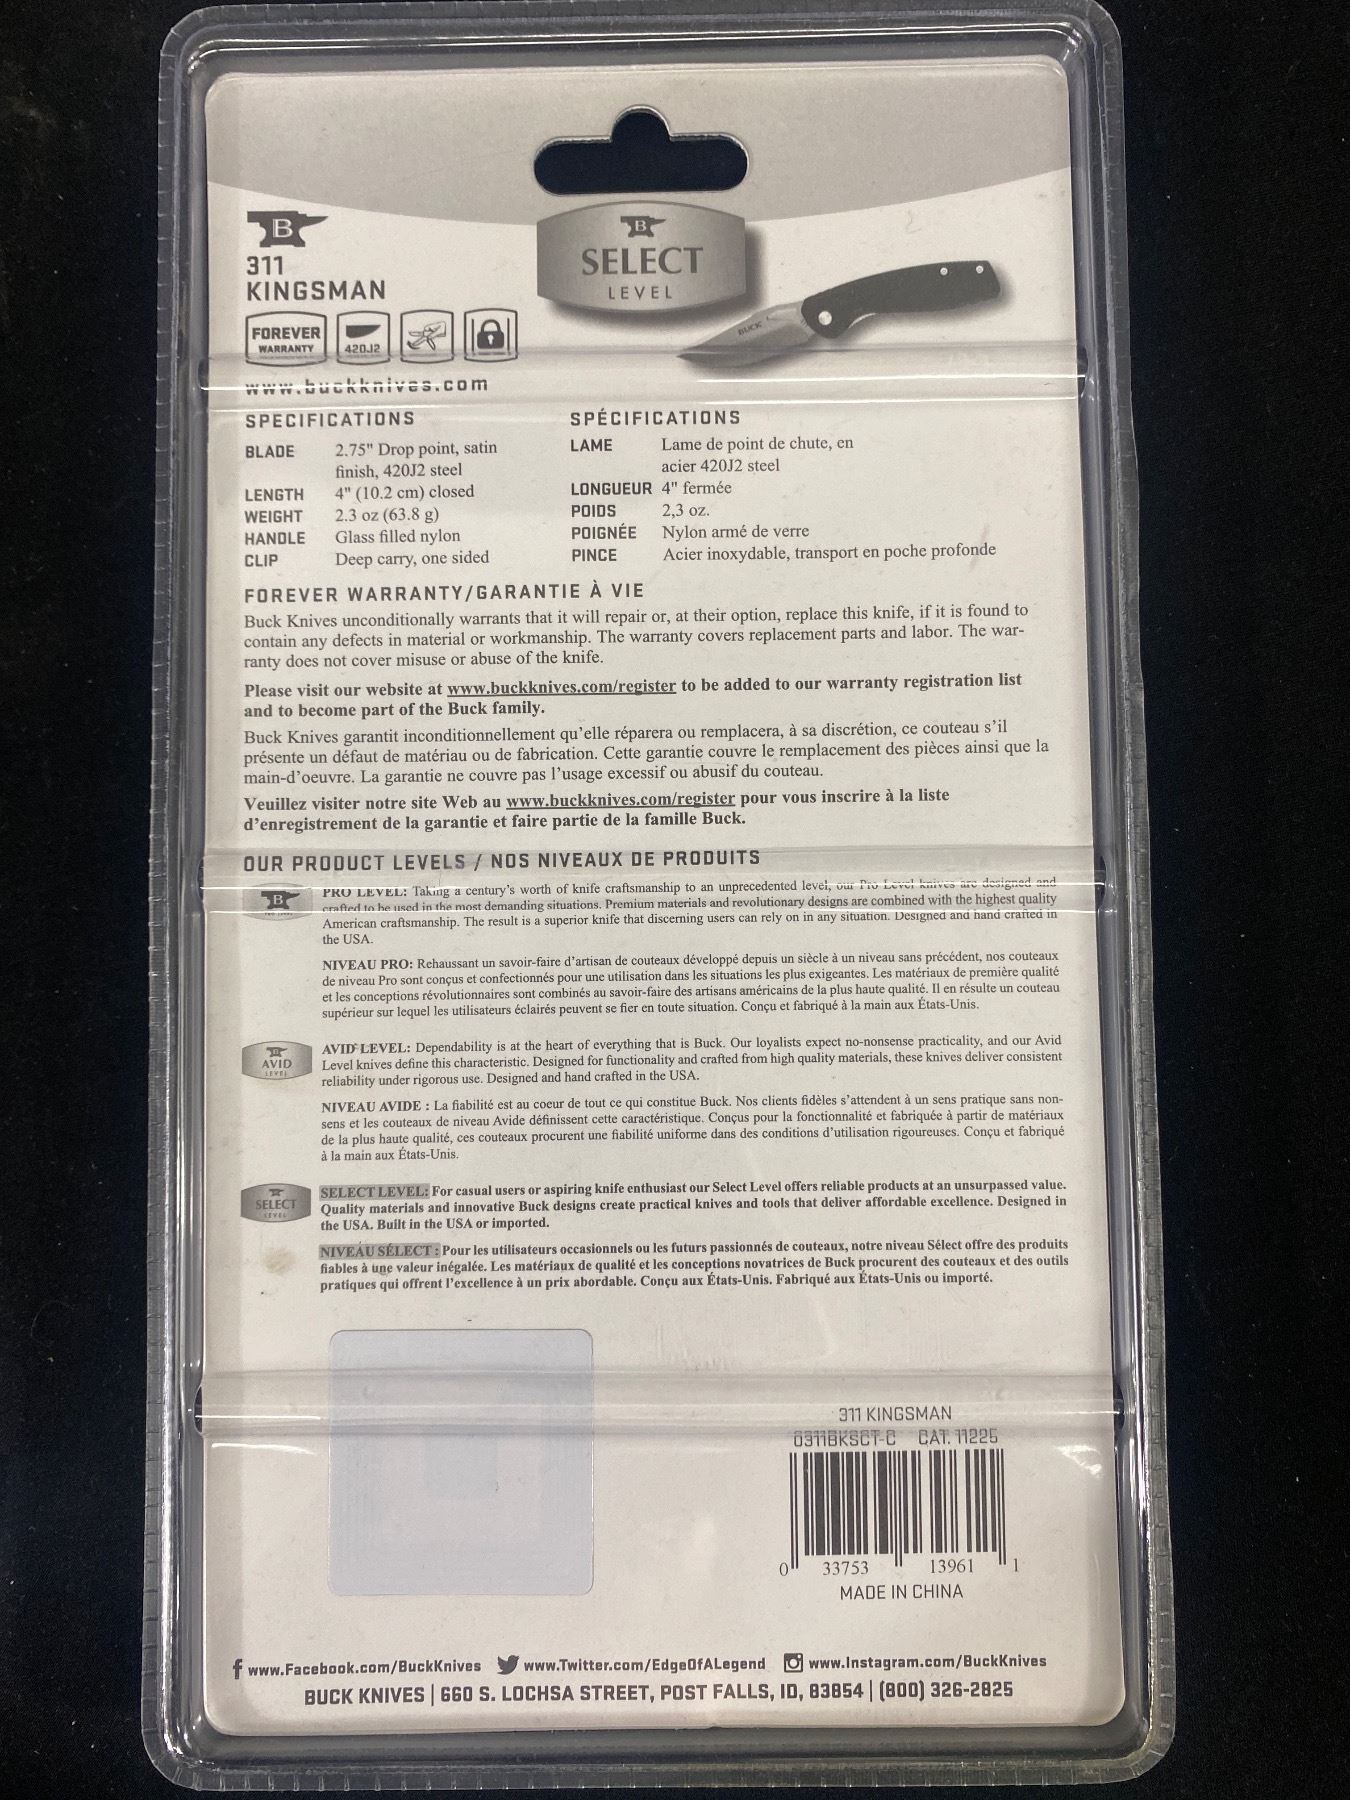 B
311
KINGSMAN
B
SELECT
LEVEL
BUCK
FOREVER
WARRANTY
420J2
www.buckknives.com
SPECIFICATIONS
BLADE 2.75" Drop point, satin
finish, 420J2 steel
LENGTH 4" (10.2 cm) closed
WEIGHT 2.3 oz (63.8 g)
HANDLE Glass filled nylon
CLIP Deep carry, one sided
SPÉCIFICATIONS
LAME Lame de point de chute, en
acier 420J2 steel
LONGUEUR 4" fermée
POIDS 2,3 oz.
POIGNÉE Nylon armé de verre
PINCE Acier inoxydable, transport en poche profonde
FOREVER WARRANTY/GARANTIE À VIE
Buck Knives unconditionally warrants that it will repair or, at their option, replace this knife, if it is found to
contain any defects in material or workmanship. The warranty covers replacement parts and labor. The war-
ranty does not cover misuse or abuse of the knife.
Please visit our website at www.buckknives.com/register to be added to our warranty registration list
and to become part of the Buck family.
Buck Knives garantit inconditionnellement qu'elle réparera ou remplacera, à sa discrétion, ce couteau s'il
présente un défaut de matériau ou de fabrication. Cette garantie couvre le remplacement des pièces ainsi que la
main-d'oeuvre. La garantie ne couvre pas l'usage excessif ou abusif du couteau.
Veuillez visiter notre site Web au www.buckknives.com/register pour vous inscrire à la liste
d'enregistrement de la garantie et faire partie de la famille Buck.
OUR PRODUCT LEVELS / NOS NIVEAUX DE PRODUITS
B
PRO LEVEL: Taking a century's worth of knife craftsmanship to an unprecedented level, our Pro Level knives are designed and
crafted to be used in the most demanding situations. Premium materials and revolutionary designs are combined with the highest quality
American craftsmanship. The result is a superior knife that discerning users can rely on in any situation. Designed and hand crafted in
the USA.
NIVEAU PRO: Rehaussant un savoir-faire d'artisan de couteaux développé depuis un siècle à un niveau sans précédent, nos couteaux
de niveau Pro sont conçus et confectionnés pour une utilisation dans les situations les plus exigeantes. Les matériaux de première qualité
et les conceptions révolutionnaires sont combinés au savoir-faire des artisans américains de la plus haute qualité. Il en résulte un couteau
supérieur sur lequel les utilisateurs éclairés peuvent se fier en toute situation. Conçu et fabriqué à la main aux États-Unis.
AVID
LEVEL
AVID LEVEL: Dependability is at the heart of everything that is Buck. Our loyalists expect no-nonsense practicality, and our Avid
Level knives define this characteristic. Designed for functionality and crafted from high quality materials, these knives deliver consistent
reliability under rigorous use. Designed and hand crafted in the USA.
NIVEAU AVIDE : La fiabilité est au coeur de tout ce qui constitue Buck. Nos clients fidèles s'attendent à un sens pratique sans non-
sens et les couteaux de niveau Avide définissent cette caractéristique. Conçus pour la fonctionnalité et fabriquée à partir de matériaux
de la plus haute qualité, ces couteaux procurent une fiabilité uniforme dans des conditions d'utilisation rigoureuses. Conçu et fabriqué
à la main aux États-Unis.
SELECT
LEVEL
SELECT LEVEL: For casual users or aspiring knife enthusiast our Select Level offers reliable products at an unsurpassed value.
Quality materials and innovative Buck designs create practical knives and tools that deliver affordable excellence. Designed in
the USA. Built in the USA or imported.
NIVEAU SÉLECT : Pour les utilisateurs occasionnels ou les futurs passionnés de couteaux, notre niveau Sélect offre des produits
fiables à une valeur inégalée. Les matériaux de qualité et les conceptions novatrices de Buck procurent des couteaux et des outils
pratiques qui offrent l'excellence à un prix abordable. Conçu aux États-Unis. Fabriqué aux États-Unis ou importé.
311 KINGSMAN
0311BKSCT-C CAT. 11225
0 33753 13961 1
MADE IN CHINA
www.Facebook.com/BuckKnives www.Twitter.com/EdgeOfALegend www.Instagram.com/BuckKnives
BUCK KNIVES | 660 S. LOCHSA STREET, POST FALLS, ID, 83854 | (800) 326-2825